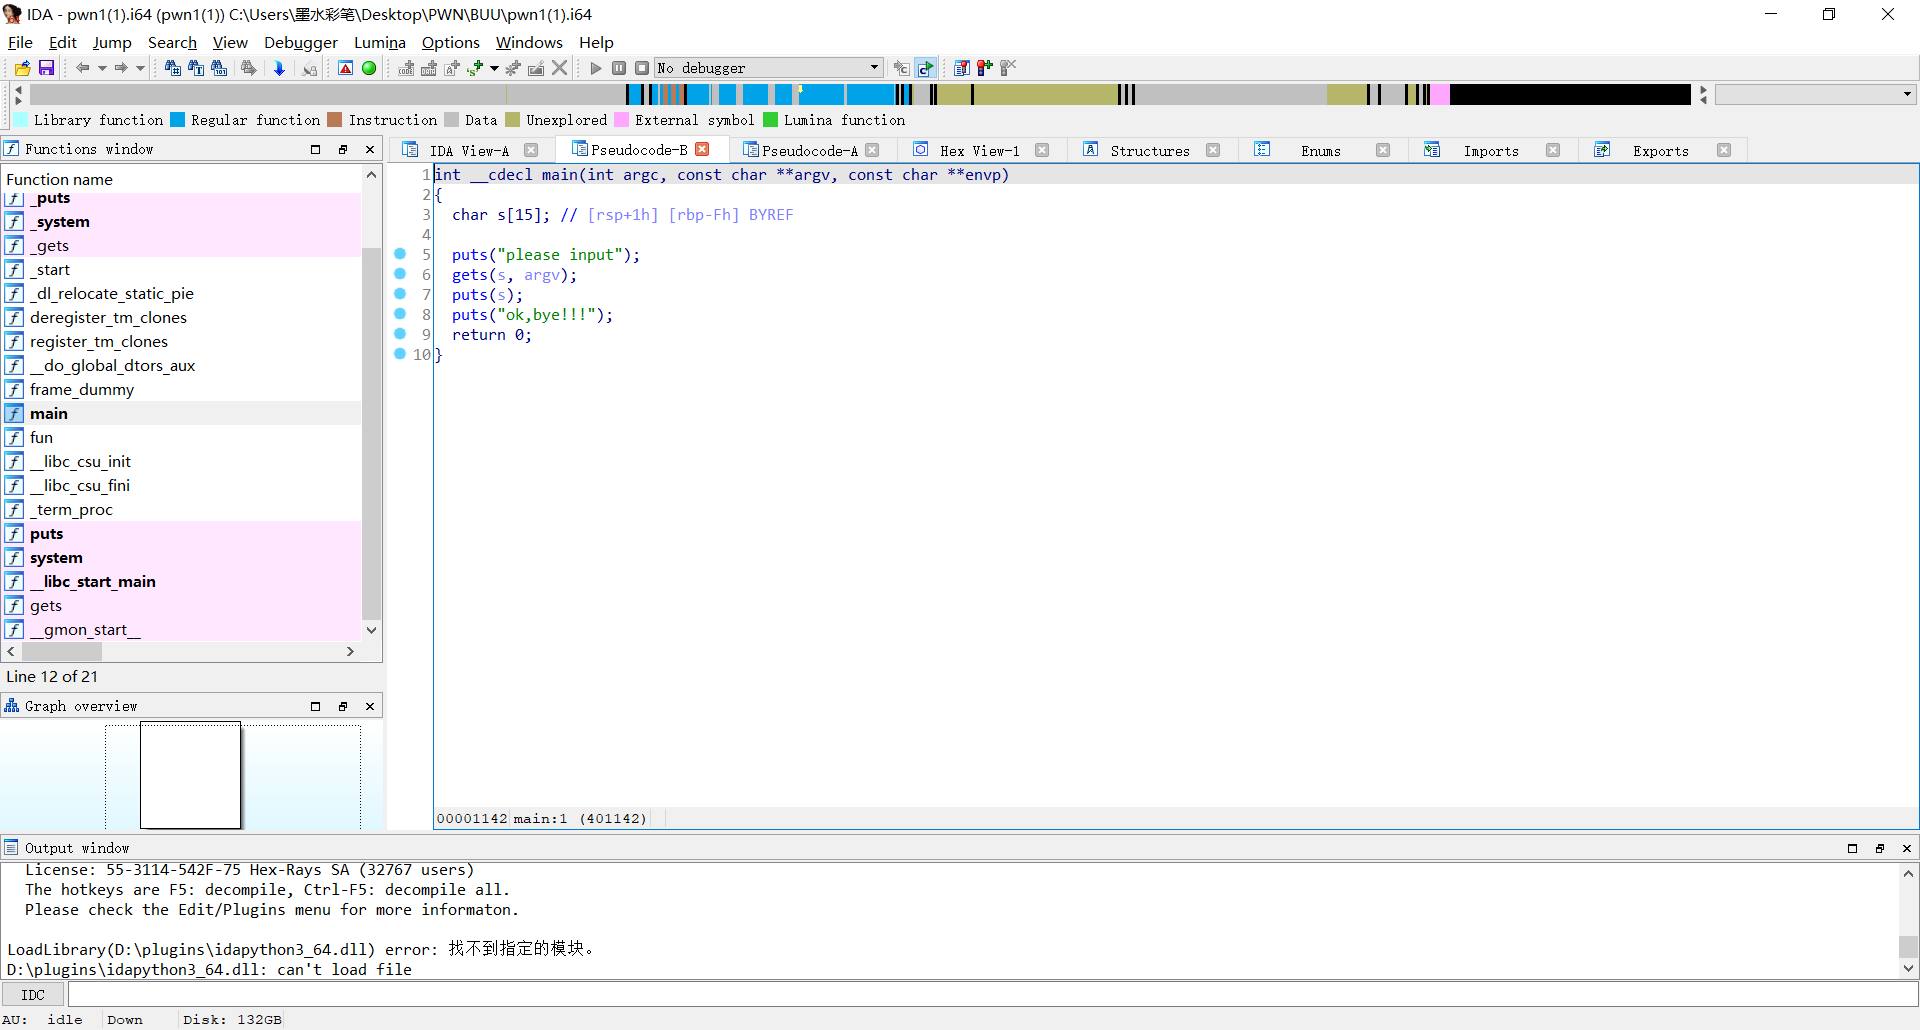 IDA - pwn1(1).i64 (pwn1(1)) C:\Users\墨水彩笔\Desktop\PWN\BUU\pwn1(1).i64
File Edit Jump Search View Debugger Lumina Options Windows Help
No debugger
Library function Regular function Instruction Data Unexplored External symbol Lumina function
Functions window
Function name
_puts
_system
_gets
_start
_dl_relocate_static_pie
deregister_tm_clones
register_tm_clones
__do_global_dtors_aux
frame_dummy
main
fun
__libc_csu_init
__libc_csu_fini
_term_proc
puts
system
__libc_start_main
gets
__gmon_start__
Line 12 of 21
Graph overview
IDA View-A Pseudocode-B Pseudocode-A Hex View-1 Structures Enums Imports Exports
1 int __cdecl main(int argc, const char **argv, const char **envp)
2 {
3 char s[15]; // [rsp+1h] [rbp-Fh] BYREF
4
5 puts("please input");
6 gets(s, argv);
7 puts(s);
8 puts("ok,bye!!!");
9 return 0;
10 }
00001142 main:1 (401142)
Output window
License: 55-3114-542F-75 Hex-Rays SA (32767 users)
The hotkeys are F5: decompile, Ctrl-F5: decompile all.
Please check the Edit/Plugins menu for more informaton.
LoadLibrary(D:\plugins\idapython3_64.dll) error: 找不到指定的模块。
D:\plugins\idapython3_64.dll: can't load file
IDC
AU: idle Down Disk: 132GB